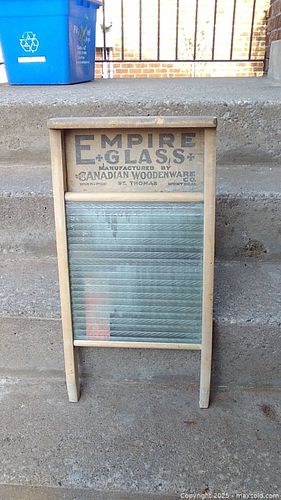 EMPIRE
GLASS
MANUFACTURED BY
CANADIAN WOODENWARE
CO.
WINNIPEG ST. THOMAS MONTREAL
Copyright 2025 - maxsold.com